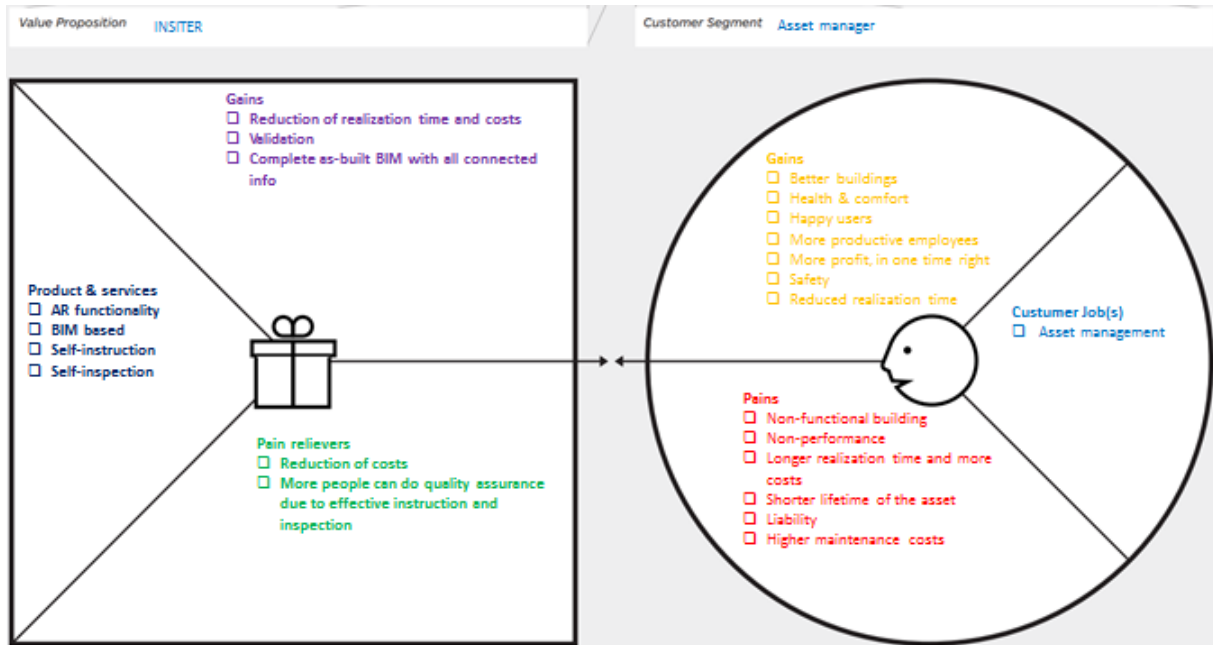 Value Proposition INSITER
Customer Segment Asset manager
Gains
❑ Reduction of realization time and costs
❑ Validation
❑ Complete as-built BIM with all connected
info
Product & services
❑ AR functionality
❑ BIM based
❑ Self-instruction
❑ Self-inspection
Pain relievers
❑ Reduction of costs
❑ More people can do quality assurance
due to effective instruction and
inspection
Gains
❑ Better buildings
❑ Health & comfort
❑ Happy users
❑ More productive employees
❑ More profit, in one time right
❑ Safety
❑ Reduced realization time
Custumer Job(s)
❑ Asset management
Pains
❑ Non-functional building
❑ Non-performance
❑ Longer realization time and more
costs
❑ Shorter lifetime of the asset
❑ Liability
❑ Higher maintenance costs